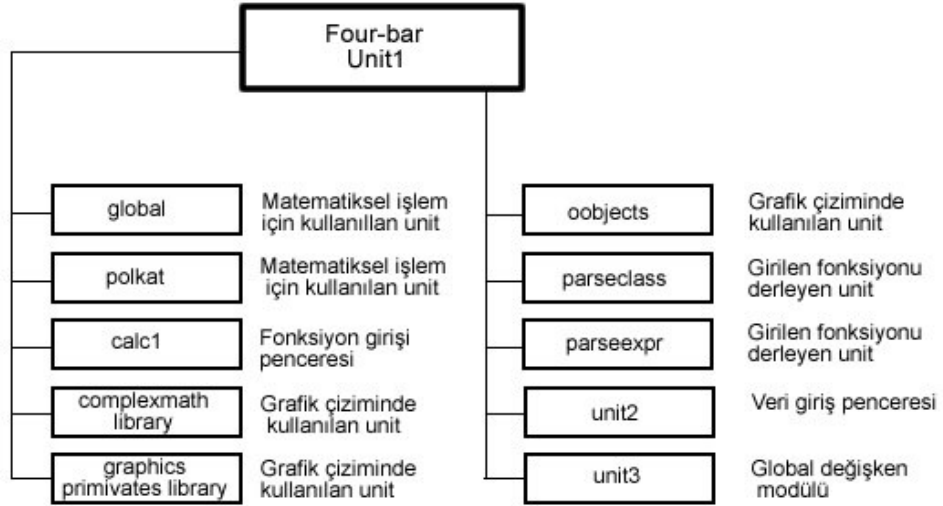 Four-bar
Unit1
global
Matematiksel işlem
için kullanıllan unit
polkat
Matematiksel işlem
için kullanılan unit
calc1
Fonksiyon girişi
penceresi
complexmath
library
Grafik çiziminde
kullanılan unit
graphics
primivates library
Grafik çiziminde
kullanılan unit
oobjects
Grafik çiziminde
kullanılan unit
parseclass
Girilen fonksiyonu
derleyen unit
parseexpr
Girilen fonksiyonu
derleyen unit
unit2
Veri giriş penceresi
unit3
Global değişken
modülü